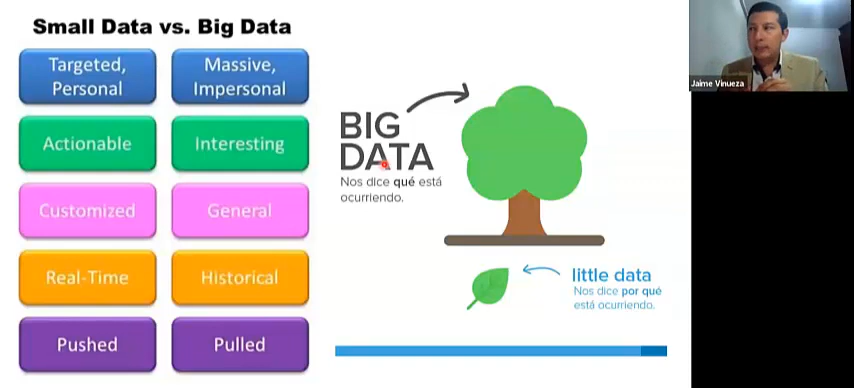 Small Data vs. Big Data
Targeted,
Personal
Massive,
Impersonal
Actionable
Interesting
Customized
General
Real-Time
Historical
Pushed
Pulled
BIG
DATA
Nos dice qué está
ocurriendo.
little data
Nos dice por qué
está ocurriendo.
Jaime Vinueza